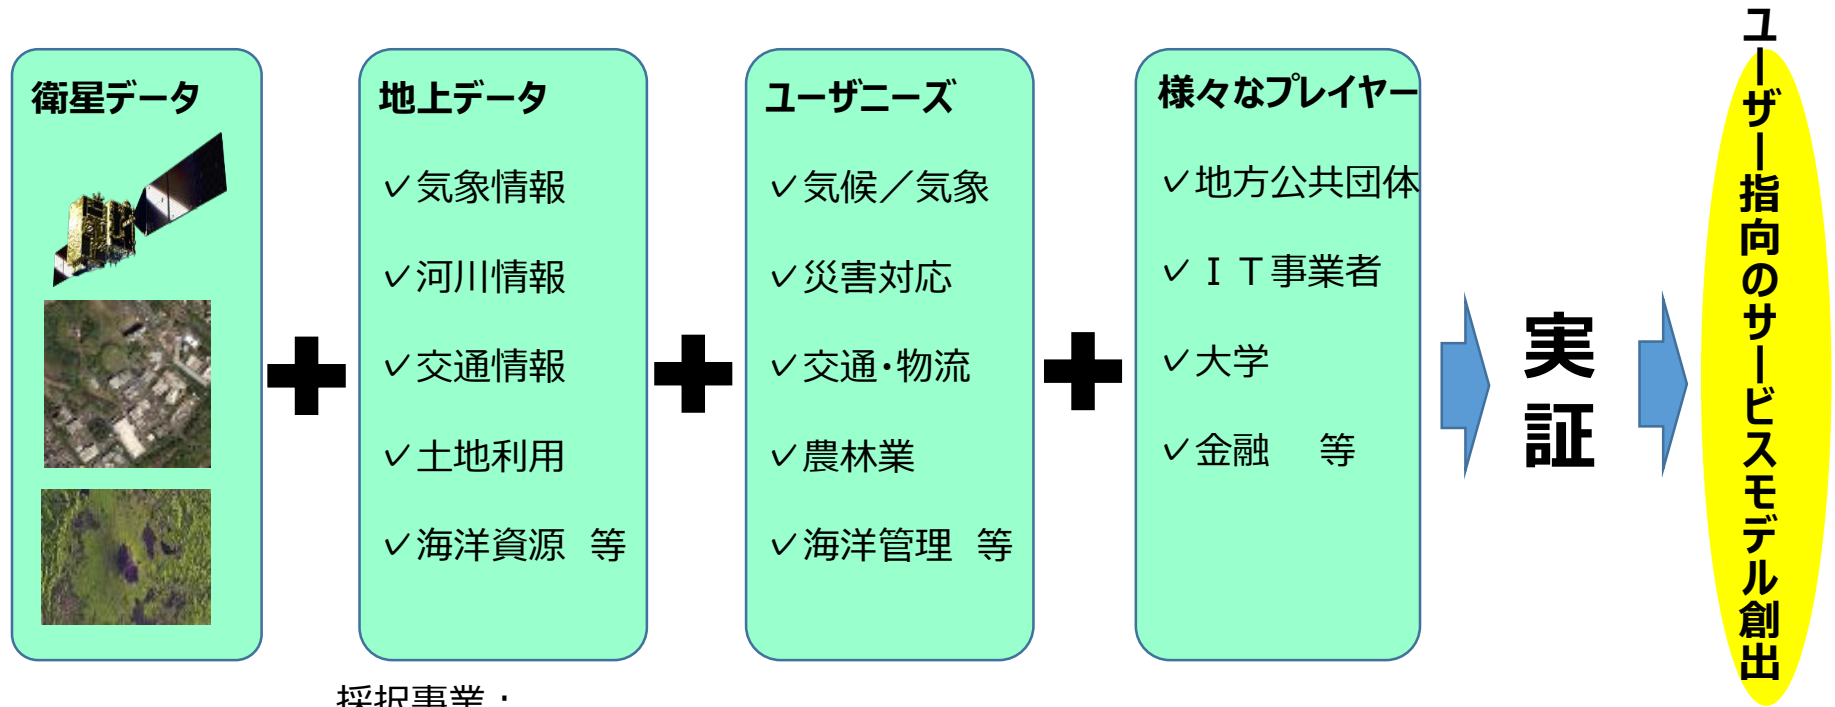 衛星データ
地上データ
✓気象情報
✓河川情報
✓交通情報
✓土地利用
✓海洋資源 等
ユーザニーズ
✓気候／気象
✓災害対応
✓交通・物流
✓農林業
✓海洋管理 等
様々なプレイヤー
✓地方公共団体
✓ＩＴ事業者
✓大学
✓金融 等
実証
ユーザー指向のサービスモデル創出
採択事業：